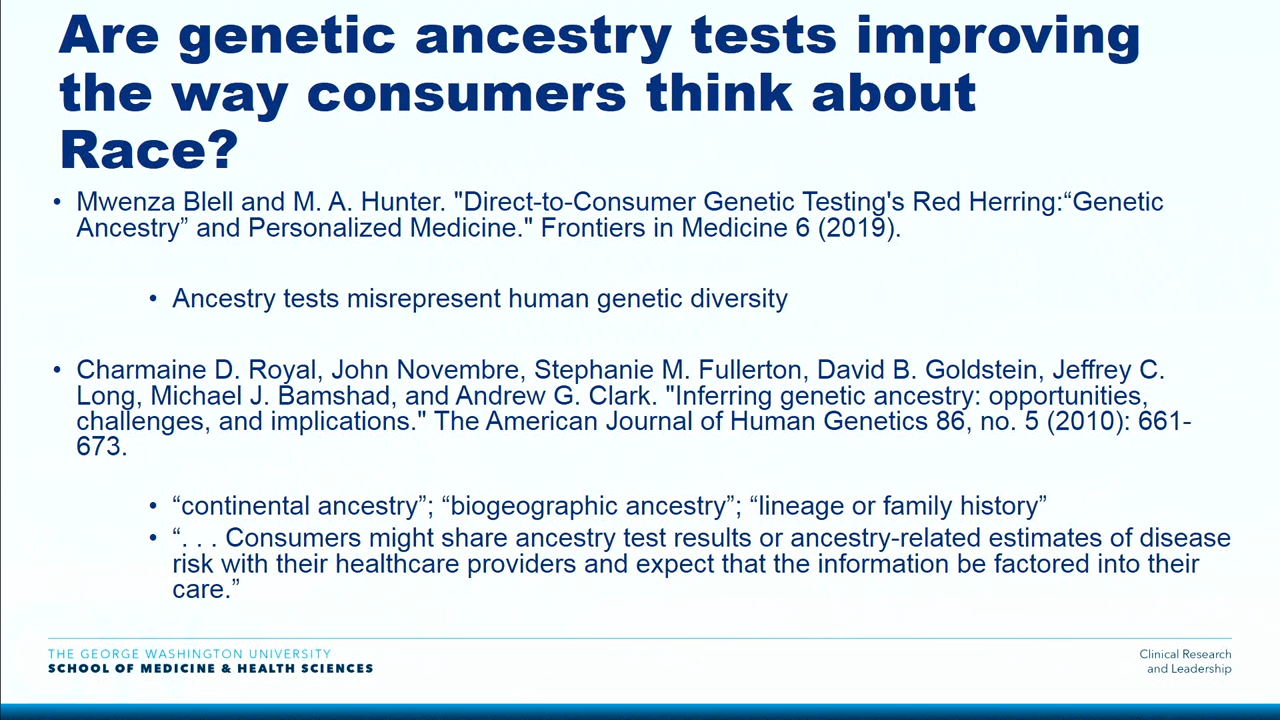 Are genetic ancestry tests improving
the way consumers think about
Race?
• Mwenza Blell and M. A. Hunter. "Direct-to-Consumer Genetic Testing's Red Herring:“Genetic
Ancestry” and Personalized Medicine." Frontiers in Medicine 6 (2019).
• Ancestry tests misrepresent human genetic diversity
• Charmaine D. Royal, John Novembre, Stephanie M. Fullerton, David B. Goldstein, Jeffrey C.
Long, Michael J. Bamshad, and Andrew G. Clark. "Inferring genetic ancestry: opportunities,
challenges, and implications." The American Journal of Human Genetics 86, no. 5 (2010): 661-
673.
• “continental ancestry”; “biogeographic ancestry”; “lineage or family history”
• “. . . Consumers might share ancestry test results or ancestry-related estimates of disease
risk with their healthcare providers and expect that the information be factored into their
care.”
THE GEORGE WASHINGTON UNIVERSITY
SCHOOL OF MEDICINE & HEALTH SCIENCES
Clinical Research
and Leadership